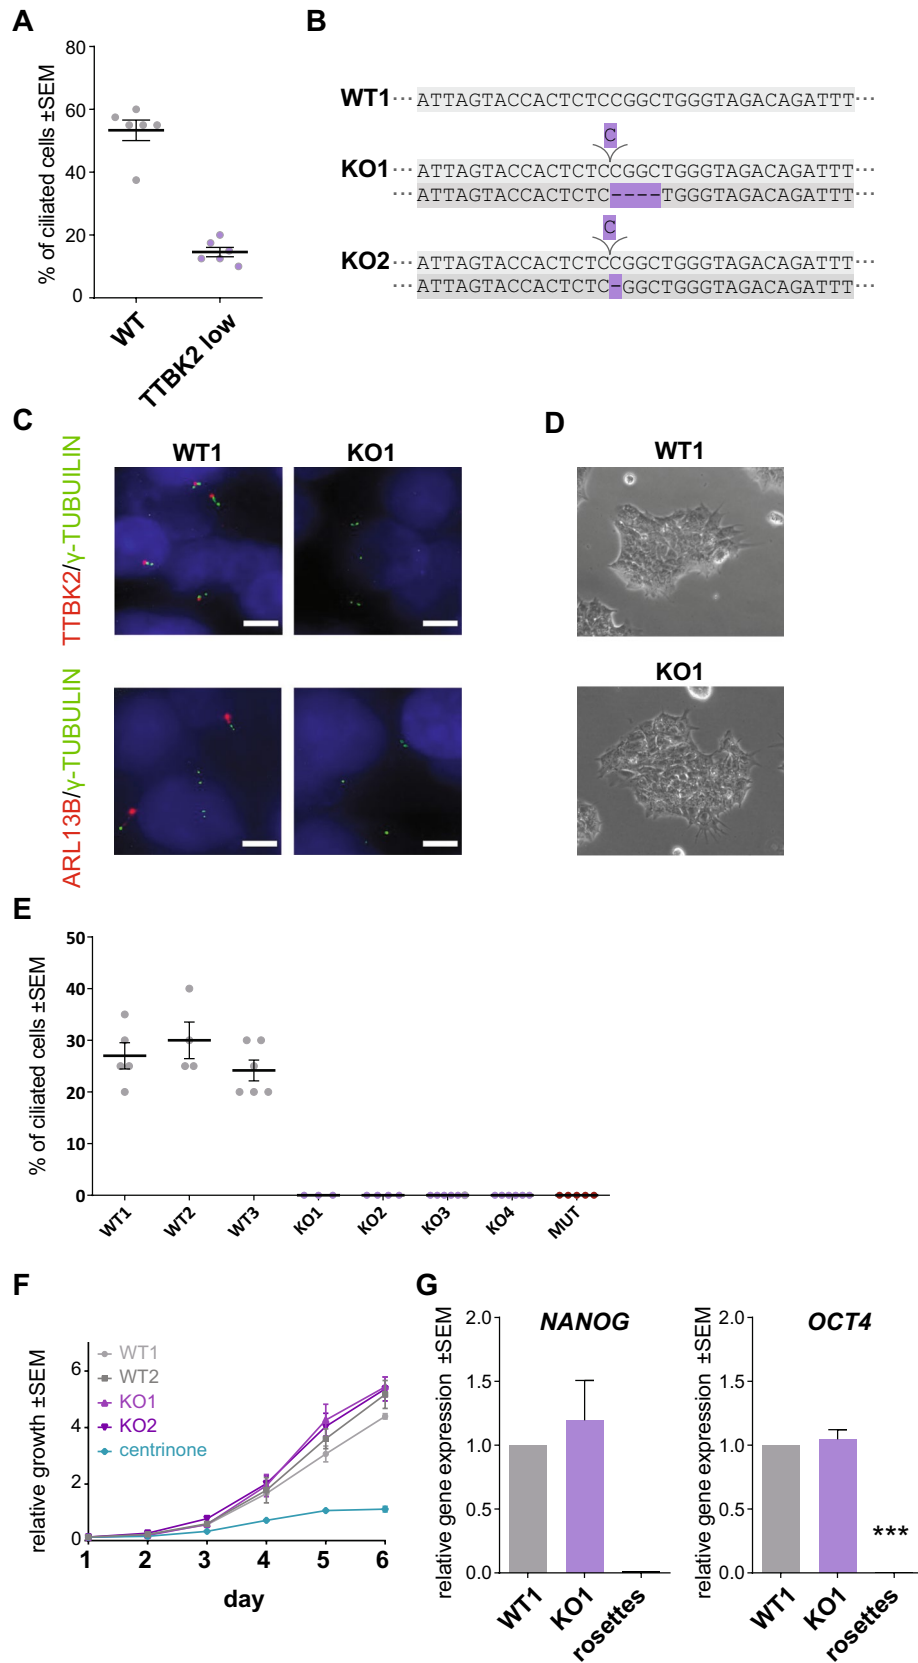 A
% of ciliated cells ±SEM
80
60
40
20
0
WT
TTBK2 low
B
WT1 ··· ATTAGTACCACTCTCCGGCTGGGTAGACAGATTT ···
C
KO1 ··· ATTAGTACCACTCTCCGGCTGGGTAGACAGATTT ···
··· ATTAGTACCACTCTC----TGGGTAGACAGATTT ···
C
KO2 ··· ATTAGTACCACTCTCCGGCTGGGTAGACAGATTT ···
··· ATTAGTACCACTCTC-GGCTGGGTAGACAGATTT ···
C
WT1
KO1
TTBK2/γ-TUBUILIN
ARL13B/γ-TUBULIN
D
WT1
KO1
E
% of ciliated cells ±SEM
50
40
30
20
10
0
WT1
WT2
WT3
KO1
KO2
KO3
KO4
MUT
F
relative growth ±SEM
6
4
2
0
WT1
WT2
KO1
KO2
centrinone
1 2 3 4 5 6
day
G
relative gene expression ±SEM
2.0
1.5
1.0
0.5
0.0
NANOG
WT1
KO1
rosettes
relative gene expression ±SEM
2.0
1.5
1.0
0.5
0.0
OCT4
***
WT1
KO1
rosettes